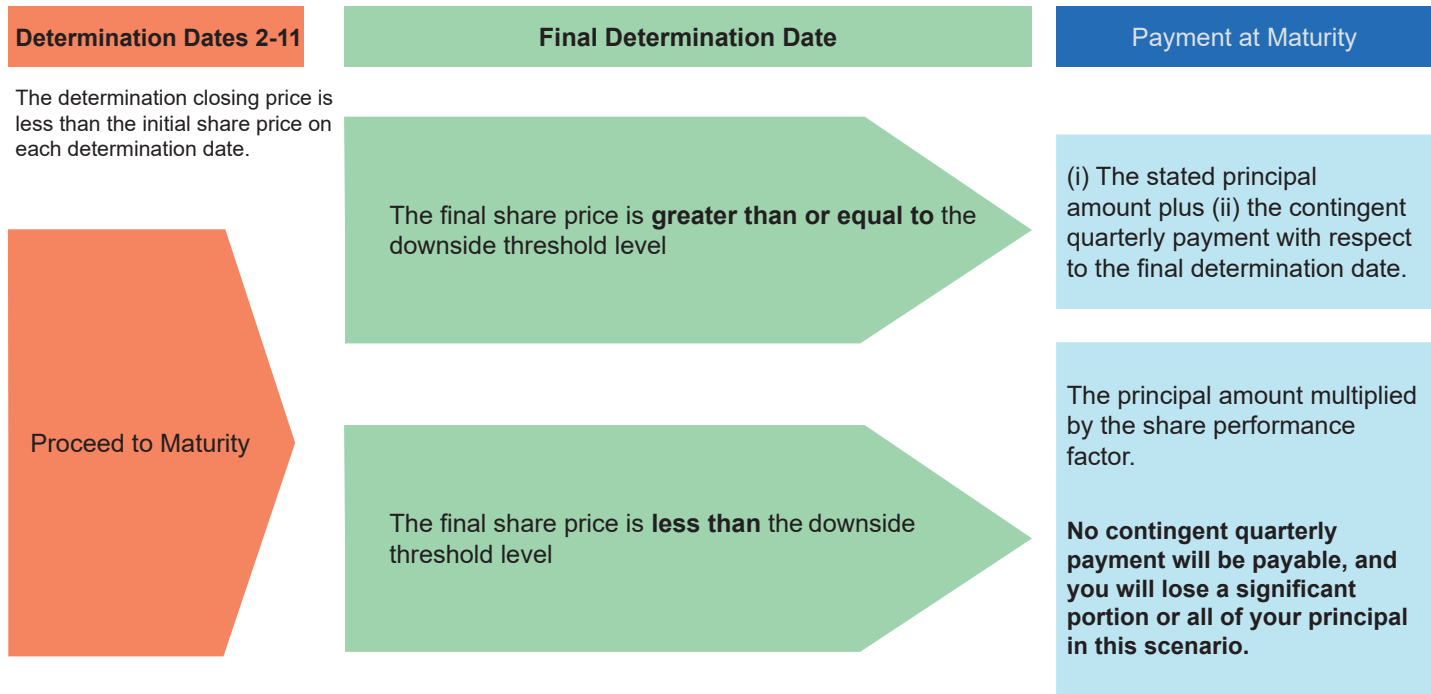 Determination Dates 2-11
Final Determination Date
Payment at Maturity
The determination closing price is
less than the initial share price on
each determination date.
Proceed to Maturity
The final share price is greater than or equal to the
downside threshold level
(i) The stated principal
amount plus (ii) the contingent
quarterly payment with respect
to the final determination date.
The final share price is less than the downside
threshold level
The principal amount multiplied
by the share performance
factor.
No contingent quarterly
payment will be payable, and
you will lose a significant
portion or all of your principal
in this scenario.